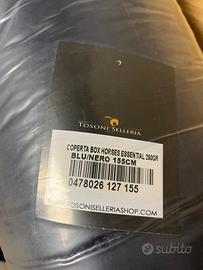 TOSONI SELLERIA
COPERTA BOX HORSES ESSENTIAL 250GR
BLU/NERO 155CM
0478026 127 155
WWW.TOSONISELLERIASHOP.COM
subito